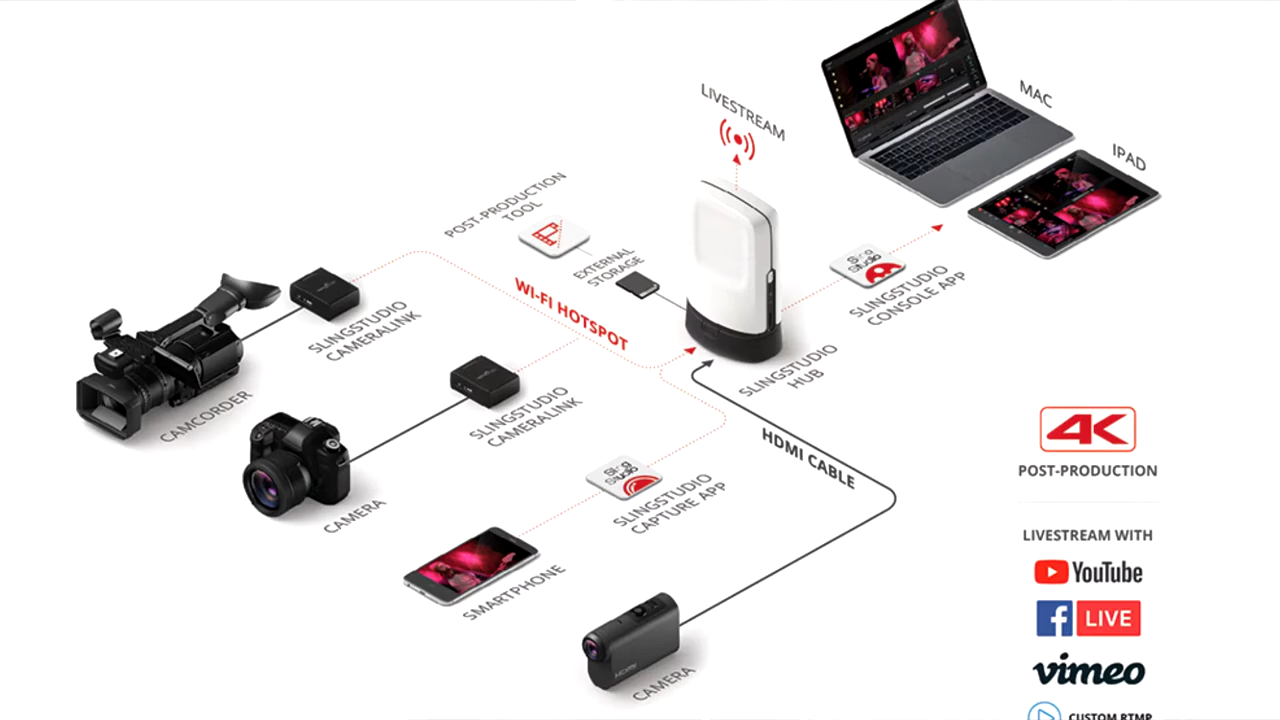 LIVESTREAM
MAC
IPAD
POST-PRODUCTION
TOOL
EXTERNAL
STORAGE
SLINGSTUDIO
CONSOLE APP
WI-FI HOTSPOT
SLINGSTUDIO
CAMERALINK
SLINGSTUDIO
HUB
CAMCORDER
SLINGSTUDIO
CAMERALINK
HDMI CABLE
CAMERA
SLINGSTUDIO
CAPTURE APP
SMARTPHONE
CAMERA
4K
POST-PRODUCTION
LIVESTREAM WITH
YouTube
f LIVE
vimeo
CUSTOM RTMP